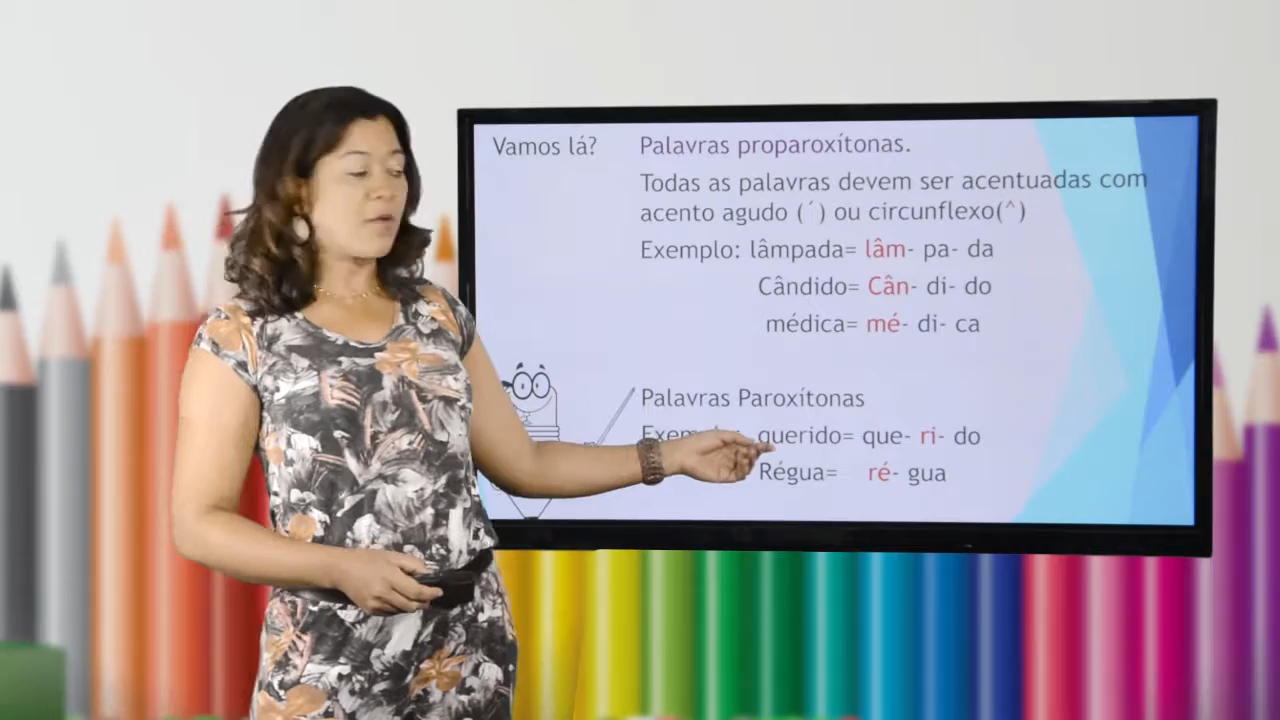 Vamos lá?
Palavras proparoxítonas.
Todas as palavras devem ser acentuadas com
acento agudo (´) ou circunflexo(^)
Exemplo: lâmpada= lâm- pa- da
Cândido= Cân- di- do
médica= mé- di- ca
Palavras Paroxítonas
querido= que- ri- do
Régua= ré- gua